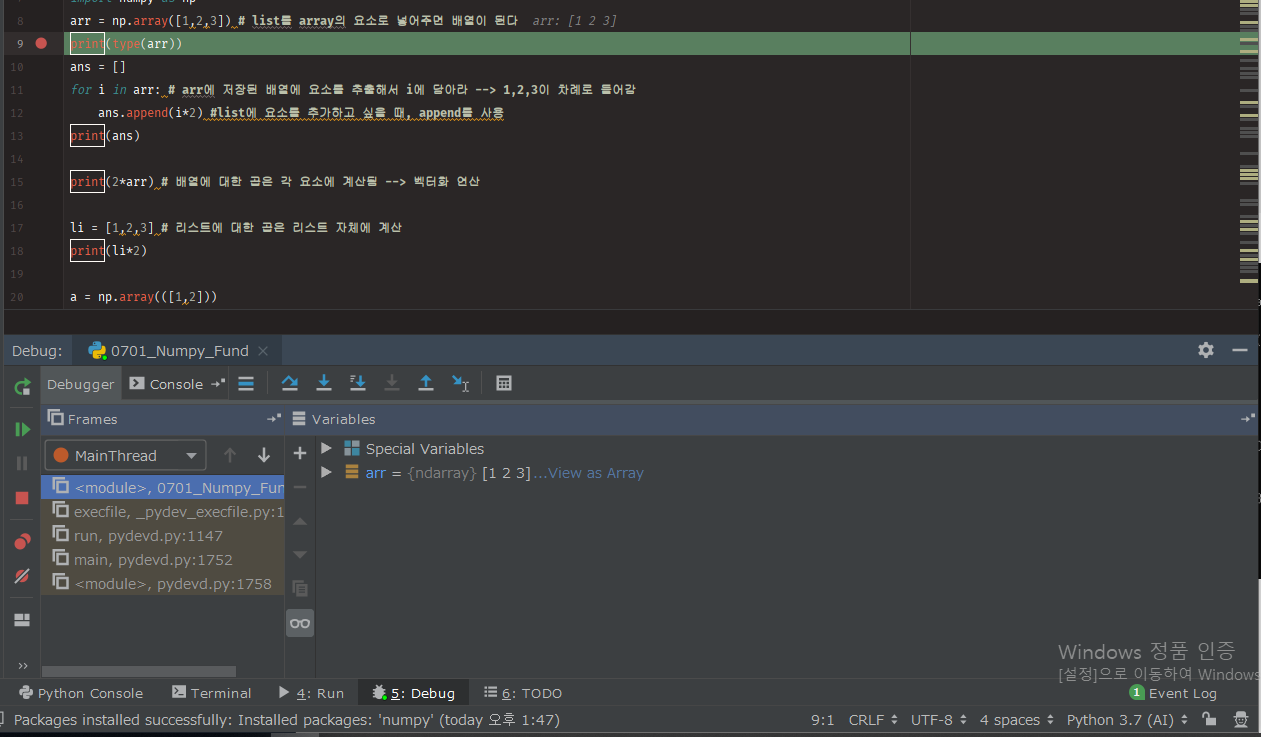 import numpy as np
8 arr = np.array([1,2,3]) # list를 array의 요소로 넣어주면 배열이 된다 arr: [1 2 3]
9 print(type(arr))
10 ans = []
11 for i in arr: # arr에 저장된 배열에 요소를 추출해서 i에 담아라 --> 1,2,3이 차례로 들어감
12 ans.append(i*2) #list에 요소를 추가하고 싶을 때, append를 사용
13 print(ans)
14
15 print(2*arr) # 배열에 대한 곱은 각 요소에 계산됨 --> 벡터화 연산
16
17 li = [1,2,3] # 리스트에 대한 곱은 리스트 자체에 계산
18 print(li*2)
19
20 a = np.array(([1,2]))
Debug: 0701_Numpy_Fund
Debugger Console
Frames Variables
MainThread
Special Variables
arr = {ndarray} [1 2 3]...View as Array
<module>, 0701_Numpy_Fun
execfile, _pydev_execfile.py:1
run, pydevd.py:1147
main, pydevd.py:1752
<module>, pydevd.py:1758
Windows 정품 인증
[설정]으로 이동하여 Windows
Python Console Terminal 4: Run 5: Debug 6: TODO 1 Event Log
Packages installed successfully: Installed packages: 'numpy' (today 오후 1:47) 9:1 CRLF UTF-8 4 spaces Python 3.7 (AI)